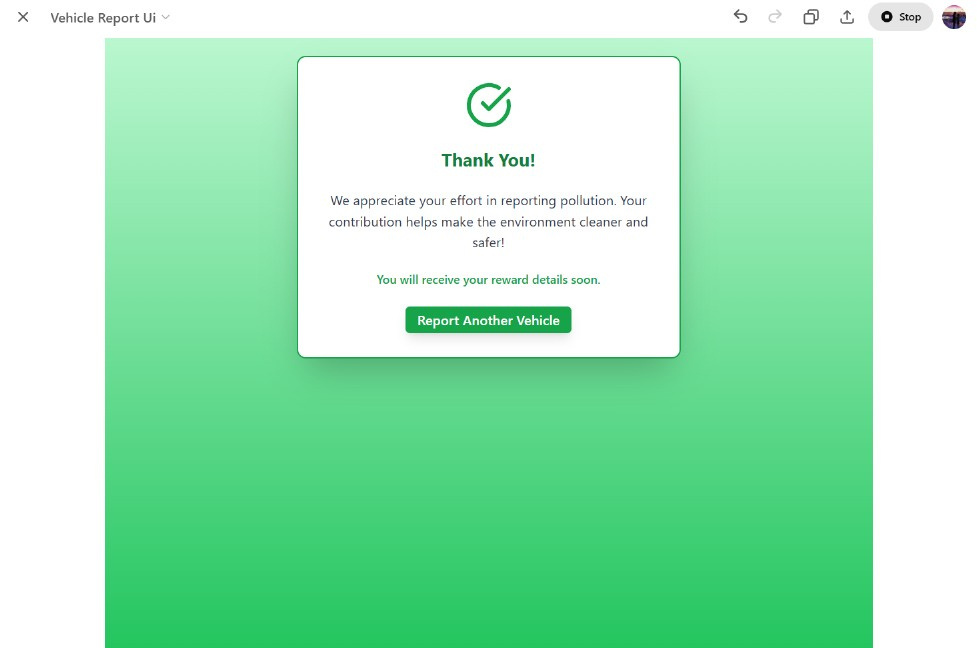 Vehicle Report Ui
Stop
Thank You!
We appreciate your effort in reporting pollution. Your
contribution helps make the environment cleaner and
safer!
You will receive your reward details soon.
Report Another Vehicle